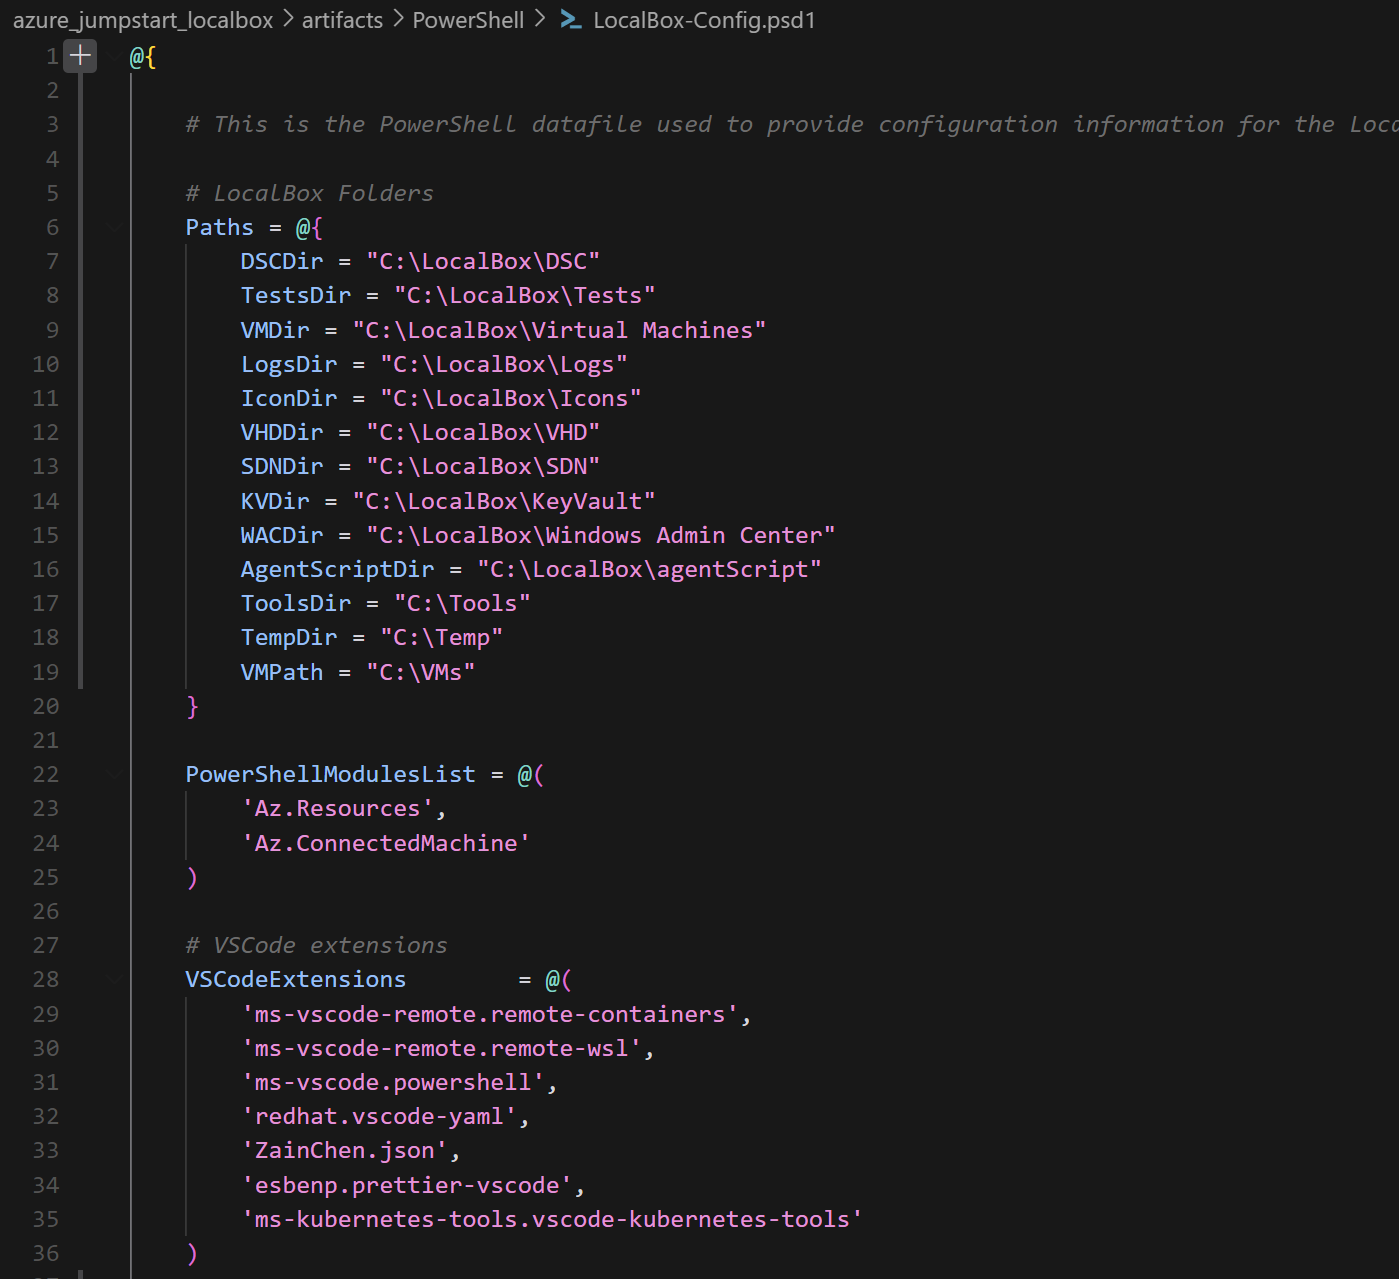 azure_jumpstart_localbox > artifacts > PowerShell > LocalBox-Config.psd1
1 @{
2
3 # This is the PowerShell datafile used to provide configuration information for the
4
5 # LocalBox Folders
6 Paths = @{
7 DSCDir = "C:\LocalBox\DSC"
8 TestsDir = "C:\LocalBox\Tests"
9 VMDir = "C:\LocalBox\Virtual Machines"
10 LogsDir = "C:\LocalBox\Logs"
11 IconDir = "C:\LocalBox\Icons"
12 VHDDir = "C:\LocalBox\VHD"
13 SDNDir = "C:\LocalBox\SDN"
14 KVDir = "C:\LocalBox\KeyVault"
15 WACDir = "C:\LocalBox\Windows Admin Center"
16 AgentScriptDir = "C:\LocalBox\agentScript"
17 ToolsDir = "C:\Tools"
18 TempDir = "C:\Temp"
19 VMPath = "C:\VMs"
20 }
21
22 PowerShellModulesList = @(
23 'Az.Resources',
24 'Az.ConnectedMachine'
25 )
26
27 # VSCode extensions
28 VSCodeExtensions        = @(
29 'ms-vscode-remote.remote-containers',
30 'ms-vscode-remote.remote-wsl',
31 'ms-vscode.powershell',
32 'redhat.vscode-yaml',
33 'ZainChen.json',
34 'esbenp.prettier-vscode',
35 'ms-kubernetes-tools.vscode-kubernetes-tools'
36 )